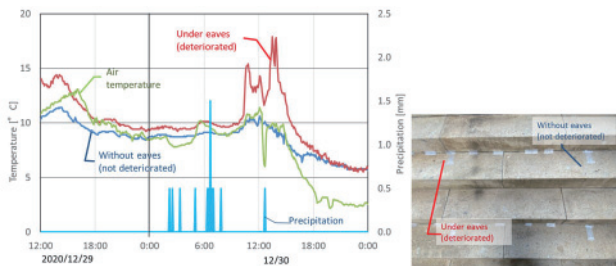 20
15
10
5
0
Temperature [°C]
Under eaves
(deteriorated)
Air
temperature
Without eaves
(not deteriorated)
Precipitation
2.5
2.0
1.5
1.0
0.5
0.0
Precipitation [mm]
12:00
18:00
0:00
6:00
12:00
18:00
0:00
2020/12/29
12/30
Without eaves
(not deteriorated)
Under eaves
(deteriorated)